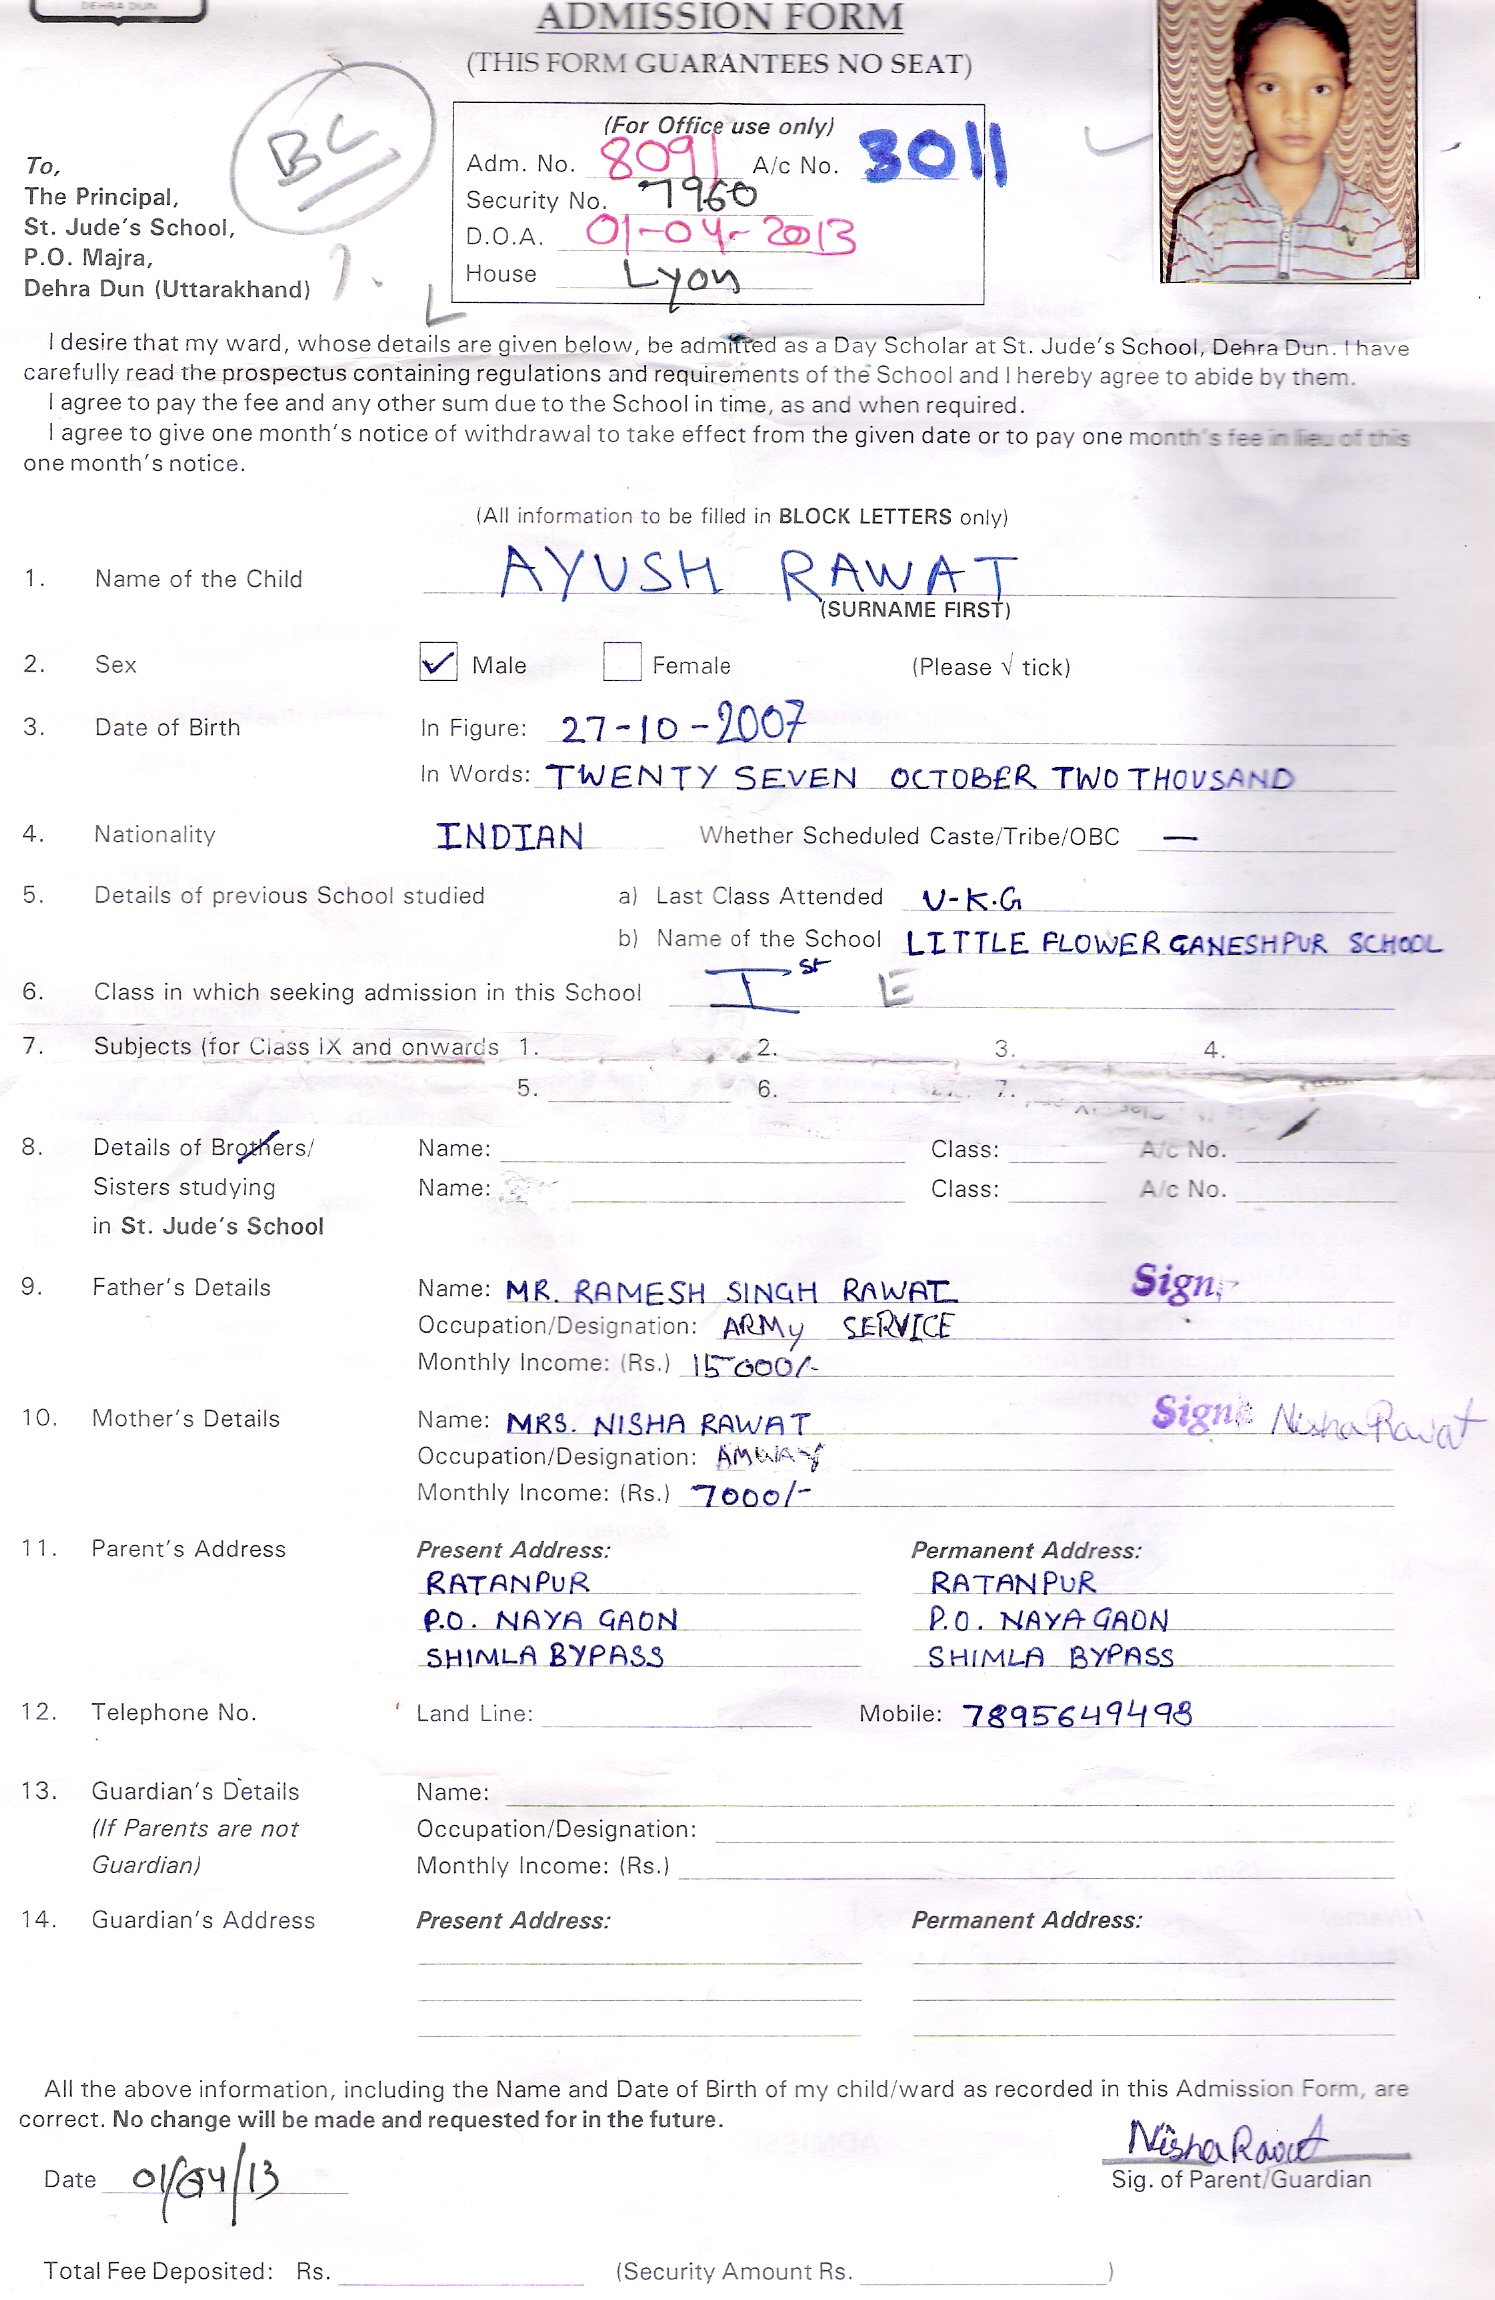 DEHRA DUN
ADMISSION FORM
(THIS FORM GUARANTEES NO SEAT)
BC
(For Office use only)
Adm. No. 8091 A/c No. 3011
Security No. 7960
D.O.A. 01-04-2013
House Lyon
To,
The Principal,
St. Jude's School,
P.O. Majra,
Dehra Dun (Uttarakhand)
I desire that my ward, whose details are given below, be admitted as a Day Scholar at St. Jude's School, Dehra Dun. I have
carefully read the prospectus containing regulations and requirements of the School and I hereby agree to abide by them.
I agree to pay the fee and any other sum due to the School in time, as and when required.
I agree to give one month's notice of withdrawal to take effect from the given date or to pay one month's fee in lieu of this
one month's notice.
(All information to be filled in BLOCK LETTERS only)
1. Name of the Child AYUSH RAWAT
(SURNAME FIRST)
2. Sex Male Female (Please √ tick)
3. Date of Birth In Figure: 27-10-2007
In Words: TWENTY SEVEN OCTOBER TWO THOUSAND
4. Nationality INDIAN Whether Scheduled Caste/Tribe/OBC —
5. Details of previous School studied a) Last Class Attended U-K.G
b) Name of the School LITTLE FLOWER GANESHPUR SCHOOL
6. Class in which seeking admission in this School Ist E
7. Subjects (for Class IX and onwards 1. 2. 3. 4.
5. 6. 7.
8. Details of Brothers/ Name: Class: A/c No.
Sisters studying Name: Class: A/c No.
in St. Jude's School
9. Father's Details Name: MR. RAMESH SINGH RAWAT Sign.
Occupation/Designation: ARMy SERVICE
Monthly Income: (Rs.) 15000/-
10. Mother's Details Name: MRS. NISHA RAWAT Sign. Nisha Rawat
Occupation/Designation: AMWAY
Monthly Income: (Rs.) 7000/-
11. Parent's Address Present Address: Permanent Address:
RATANPUR RATANPUR
P.O. NAYA GAON P.O. NAYA GAON
SHIMLA BYPASS SHIMLA BYPASS
12. Telephone No. Land Line: Mobile: 7895649498
13. Guardian's Details Name:
(If Parents are not Occupation/Designation:
Guardian) Monthly Income: (Rs.)
14. Guardian's Address Present Address: Permanent Address:
All the above information, including the Name and Date of Birth of my child/ward as recorded in this Admission Form, are
correct. No change will be made and requested for in the future.
Nisha Rawat
Date 01/04/13 Sig. of Parent/Guardian
Total Fee Deposited: Rs. (Security Amount Rs. )